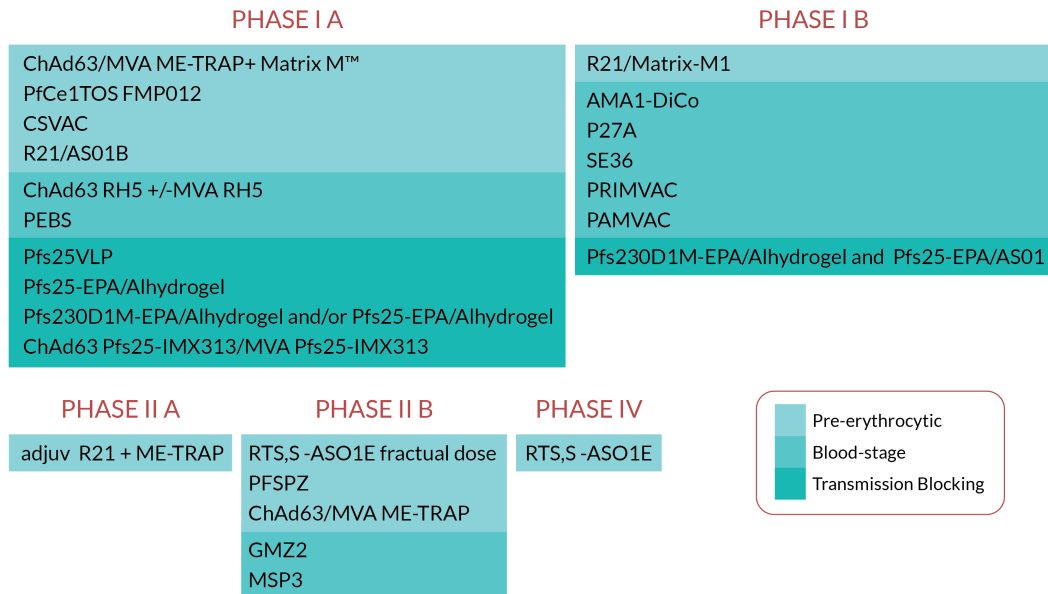 PHASE I A
ChAd63/MVA ME-TRAP+ Matrix M™
PfCe1TOS FMP012
CSVAC
R21/AS01B
ChAd63 RH5 +/-MVA RH5
PEBS
Pfs25VLP
Pfs25-EPA/Alhydrogel
Pfs230D1M-EPA/Alhydrogel and/or Pfs25-EPA/Alhydrogel
ChAd63 Pfs25-IMX313/MVA Pfs25-IMX313
PHASE I B
R21/Matrix-M1
AMA1-DiCo
P27A
SE36
PRIMVAC
PAMVAC
Pfs230D1M-EPA/Alhydrogel and Pfs25-EPA/AS01
PHASE II A
adjuv R21 + ME-TRAP
PHASE II B
RTS,S -ASO1E fractual dose
PFSPZ
ChAd63/MVA ME-TRAP
GMZ2
MSP3
PHASE IV
RTS,S -ASO1E
Pre-erythrocytic
Blood-stage
Transmission Blocking